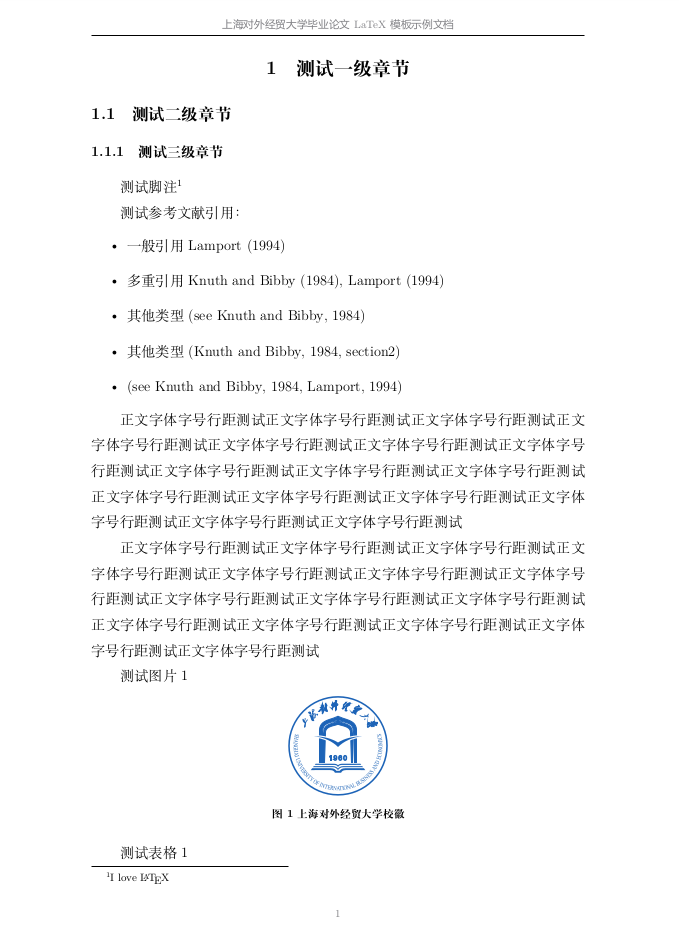 上海对外经贸大学毕业论文 LaTeX 模板示例文档
1 测试一级章节
1.1 测试二级章节
1.1.1 测试三级章节
测试脚注1
测试参考文献引用：
• 一般引用 Lamport (1994)
• 多重引用 Knuth and Bibby (1984), Lamport (1994)
• 其他类型 (see Knuth and Bibby, 1984)
• 其他类型 (Knuth and Bibby, 1984, section2)
• (see Knuth and Bibby, 1984, Lamport, 1994)
正文字体字号行距测试正文字体字号行距测试正文字体字号行距测试正文
字体字号行距测试正文字体字号行距测试正文字体字号行距测试正文字体字号
行距测试正文字体字号行距测试正文字体字号行距测试正文字体字号行距测试
正文字体字号行距测试正文字体字号行距测试正文字体字号行距测试正文字体
字号行距测试正文字体字号行距测试正文字体字号行距测试
正文字体字号行距测试正文字体字号行距测试正文字体字号行距测试正文
字体字号行距测试正文字体字号行距测试正文字体字号行距测试正文字体字号
行距测试正文字体字号行距测试正文字体字号行距测试正文字体字号行距测试
正文字体字号行距测试正文字体字号行距测试正文字体字号行距测试正文字体
字号行距测试正文字体字号行距测试
测试图片 1
上海对外经贸大学
SHANGHAI UNIVERSITY OF INTERNATIONAL BUSINESS AND ECONOMICS
1960
图 1 上海对外经贸大学校徽
测试表格 1
1I love LATEX
1